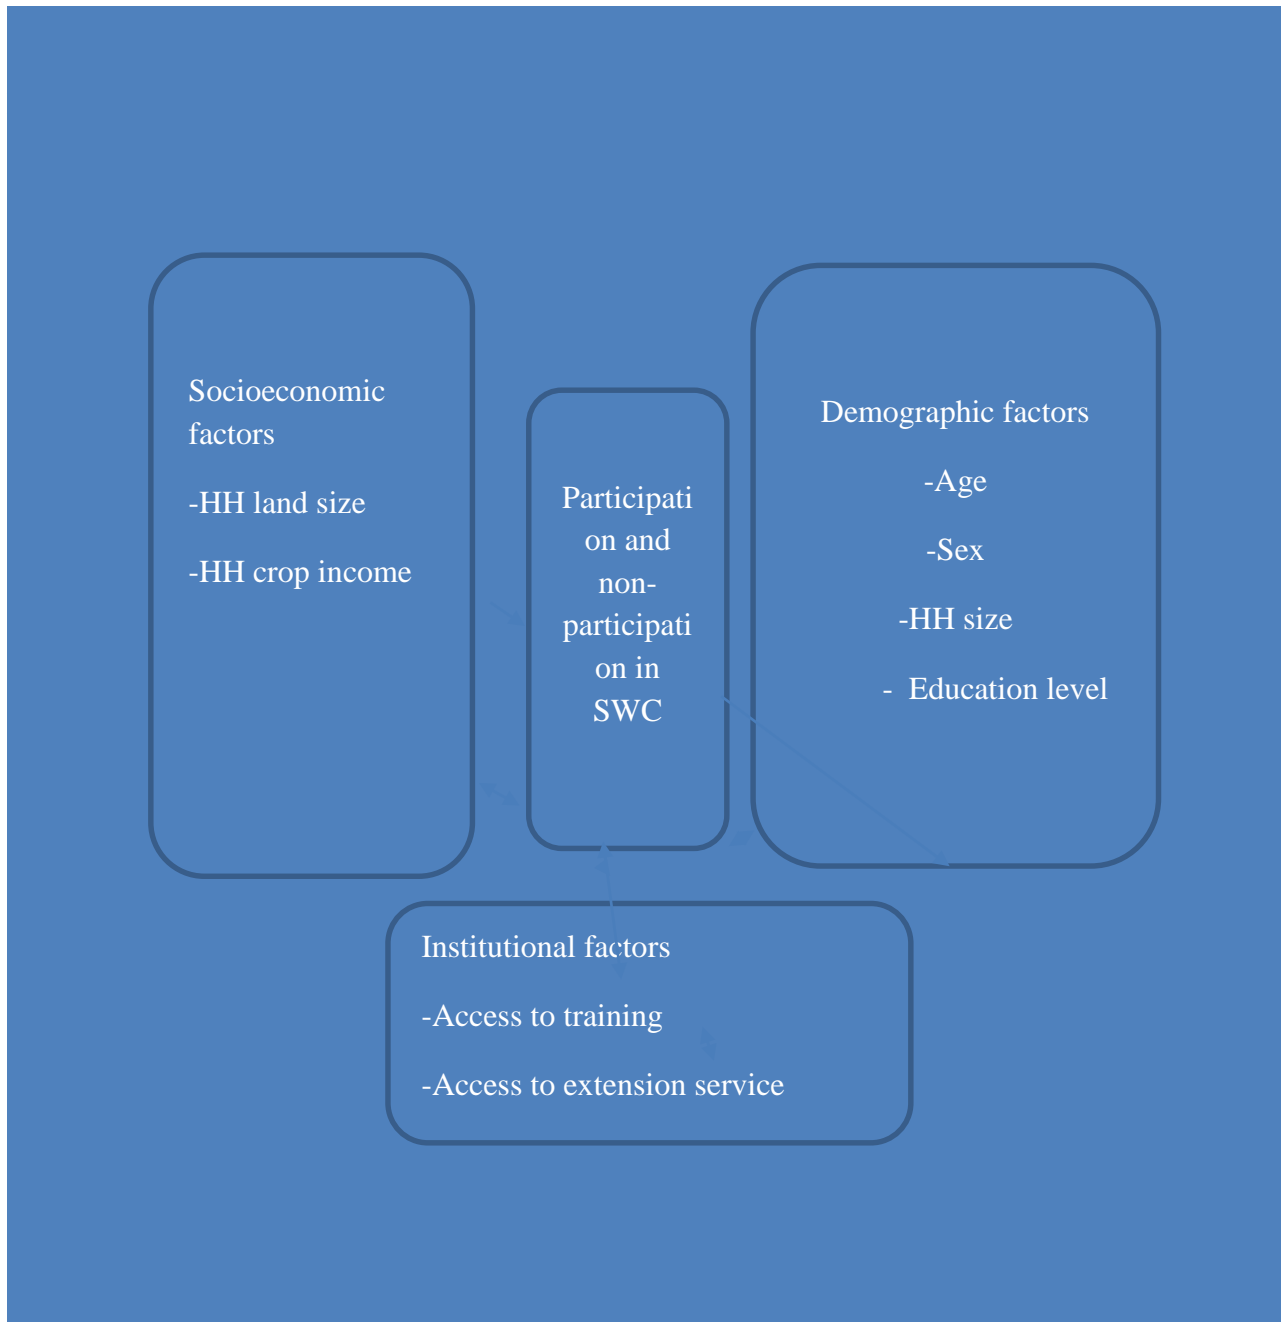 Socioeconomic
factors
-HH land size
-HH crop income
Participati
on and
non-
participati
on in
SWC
Demographic factors
-Age
-Sex
-HH size
- Education level
Institutional factors
-Access to training
-Access to extension service